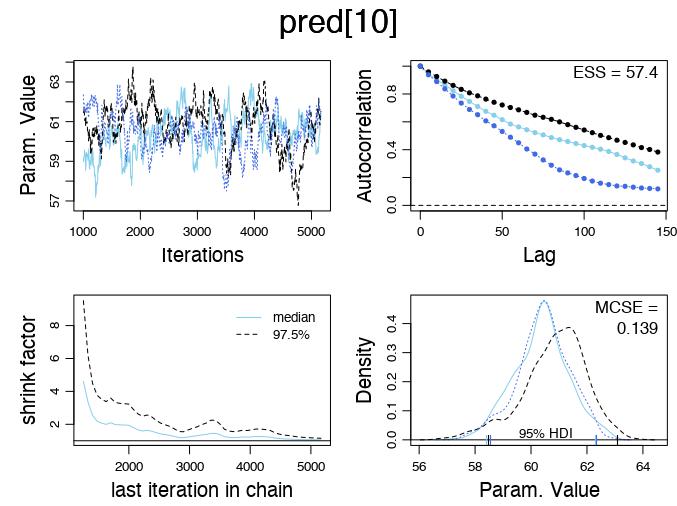 pred[10]
Param. Value
57
59
61
63
1000
2000
3000
4000
5000
Iterations
Autocorrelation
0.0
0.4
0.8
ESS = 57.4
0
50
100
150
Lag
shrink factor
2
4
6
8
median
97.5%
2000
3000
4000
5000
last iteration in chain
Density
0.0
0.1
0.2
0.3
0.4
MCSE =
0.139
95% HDI
56
58
60
62
64
Param. Value